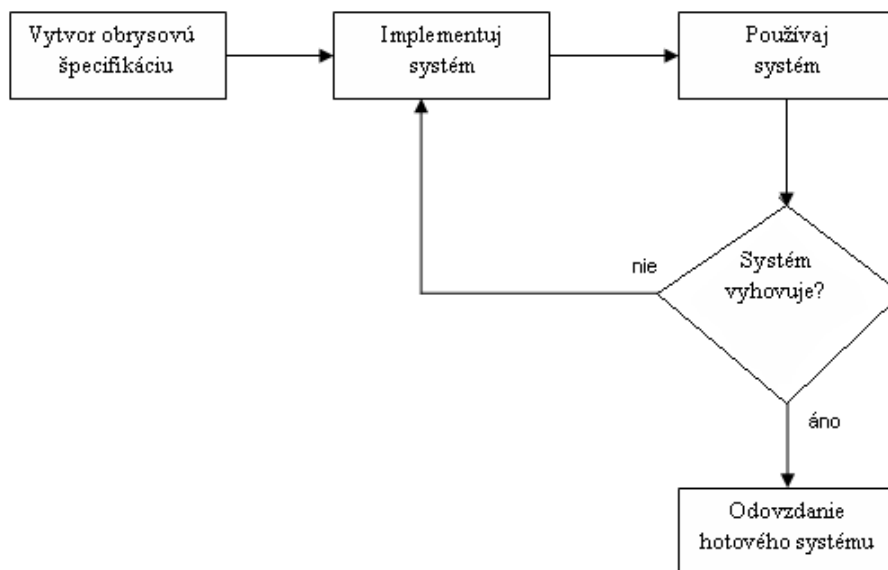 Vytvor obrysovú
špecifikáciu
Implementuj
systém
Používaj
systém
nie
Systém
vyhovuje?
áno
Odovzdanie
hotového systému